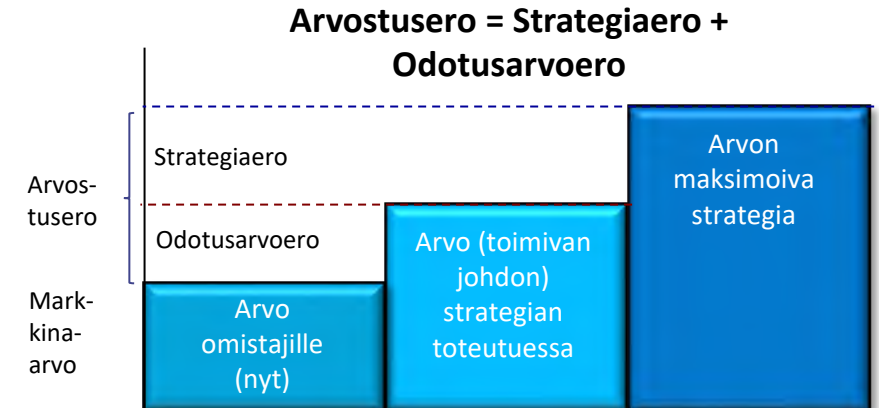 Arvostusero = Strategiaero +
Odotusarvoero
Arvos-
tusero
Mark-
kina-
arvo
Strategiaero
Odotusarvoero
Arvo
omistajille
(nyt)
Arvo (toimivan
johdon)
strategian
toteutuessa
Arvon
maksimoiva
strategia